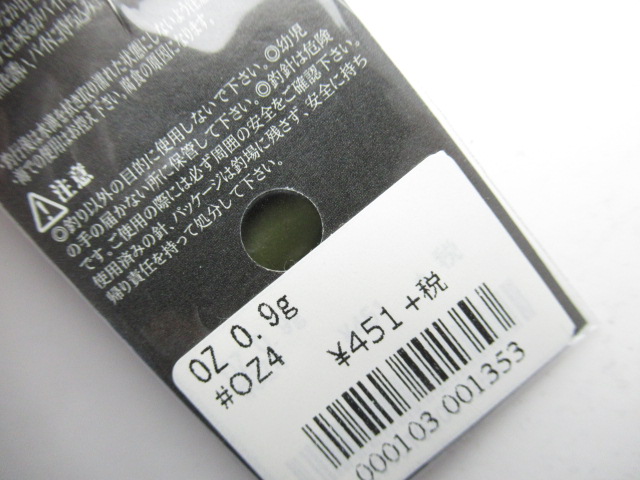 ⚠注意
◎釣り以外の目的に使用しないで下さい。◎幼児
の手の届かない所に保管して下さい。◎釣針は危険
です。ご使用の際には必ず周囲の安全をご確認下さい。
使用済みの針、パッケージは釣場に残さず、安全に持ち
帰り責任を持って処分して下さい。
OZ 0.9g
#OZ4
¥451+税
000103 001353